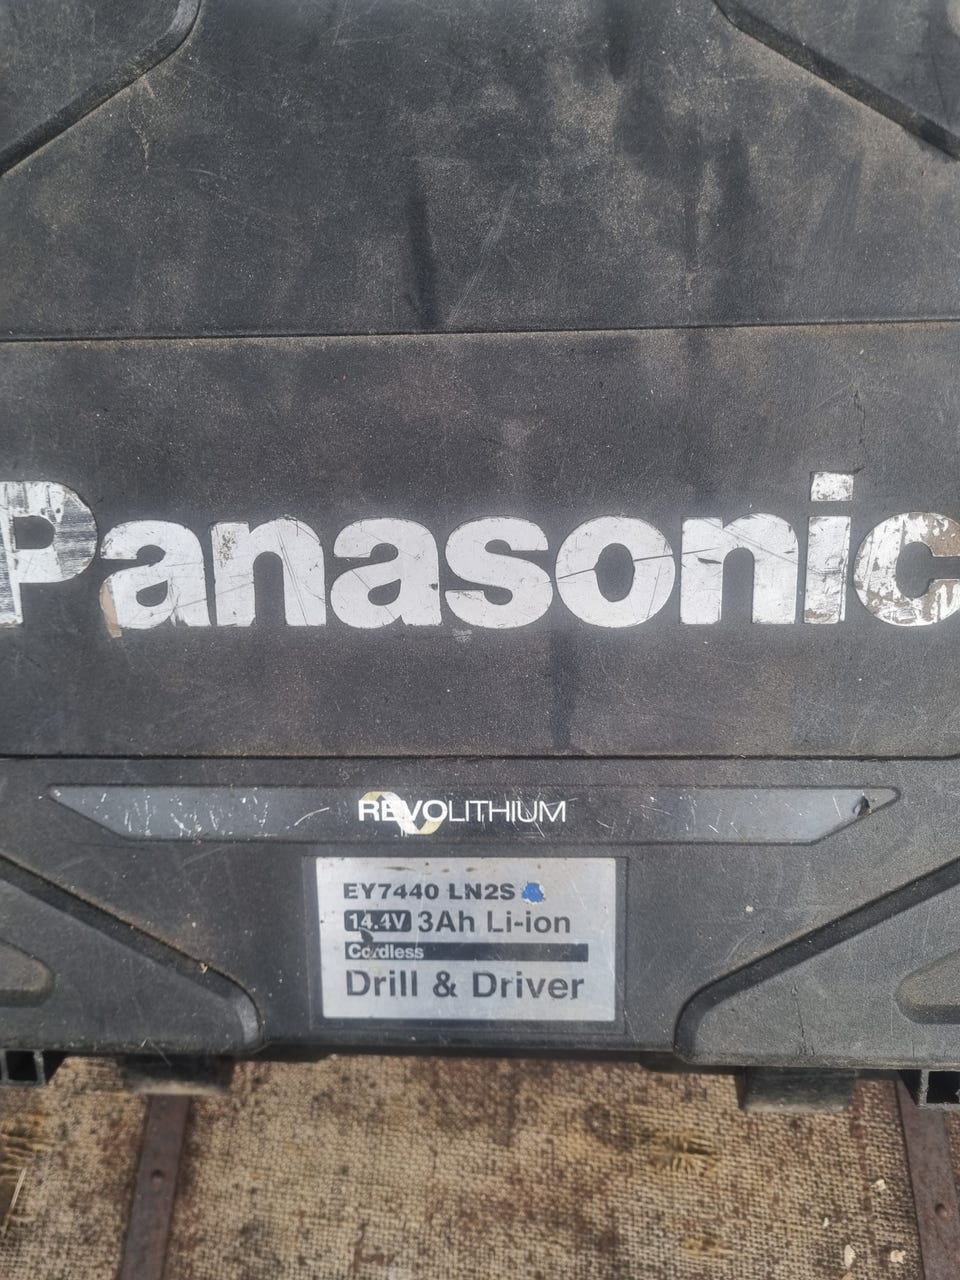 Panasonic
REVOLITHIUM
EY7440 LN2S
14.4V 3Ah Li-ion
Cordless
Drill & Driver